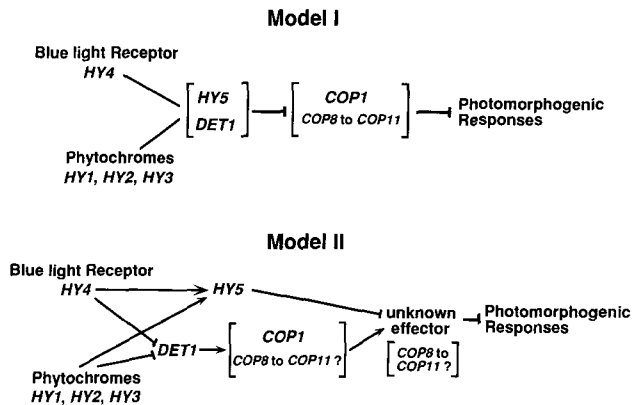 Model I
Blue light Receptor
HY4
HY5
DET1
COP1
COP8 to COP11
Photomorphogenic
Responses
Phytochromes
HY1, HY2, HY3
Model II
Blue light Receptor
HY4
HY5
DET1
COP1
COP8 to COP11 ?
unknown
effector
COP8 to
COP11 ?
Photomorphogenic
Responses
Phytochromes
HY1, HY2, HY3